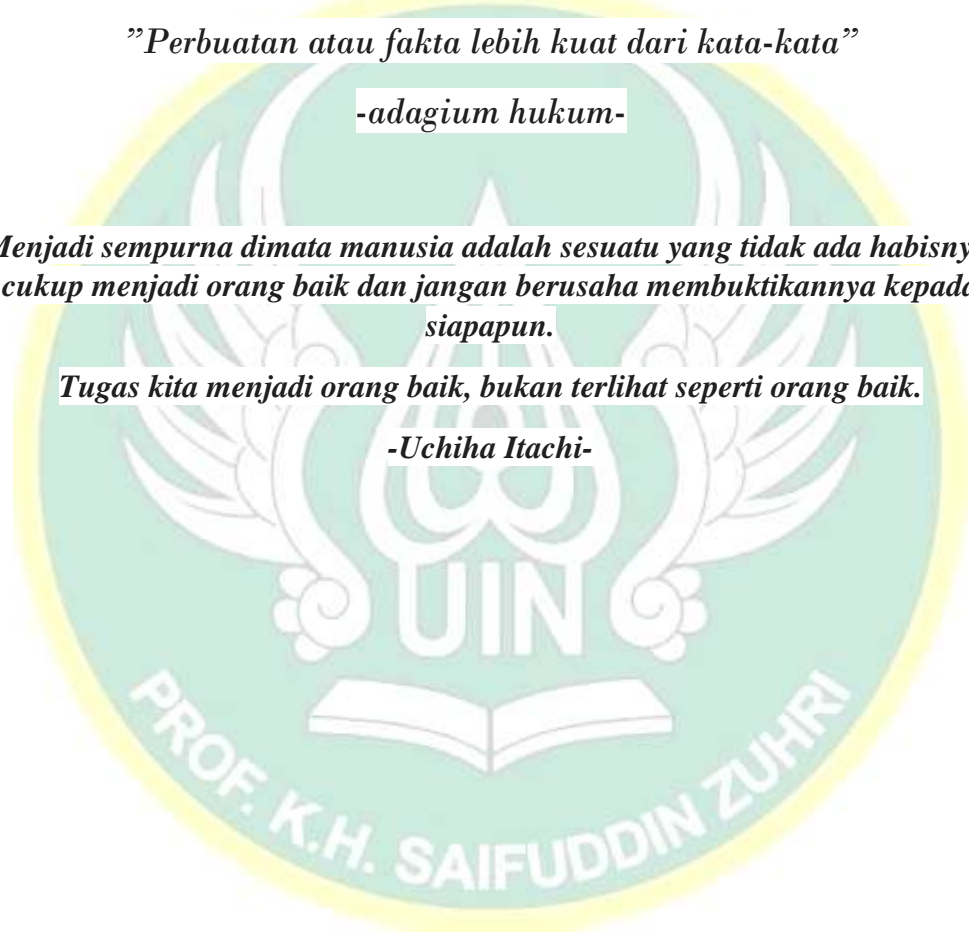 ”Perbuatan atau fakta lebih kuat dari kata-kata”
-adagium hukum-
Menjadi sempurna dimata manusia adalah sesuatu yang tidak ada habisny
cukup menjadi orang baik dan jangan berusaha membuktikannya kepada
siapapun.
Tugas kita menjadi orang baik, bukan terlihat seperti orang baik.
-Uchiha Itachi-
UIN
PROF. K.H. SAIFUDDIN ZUHRI